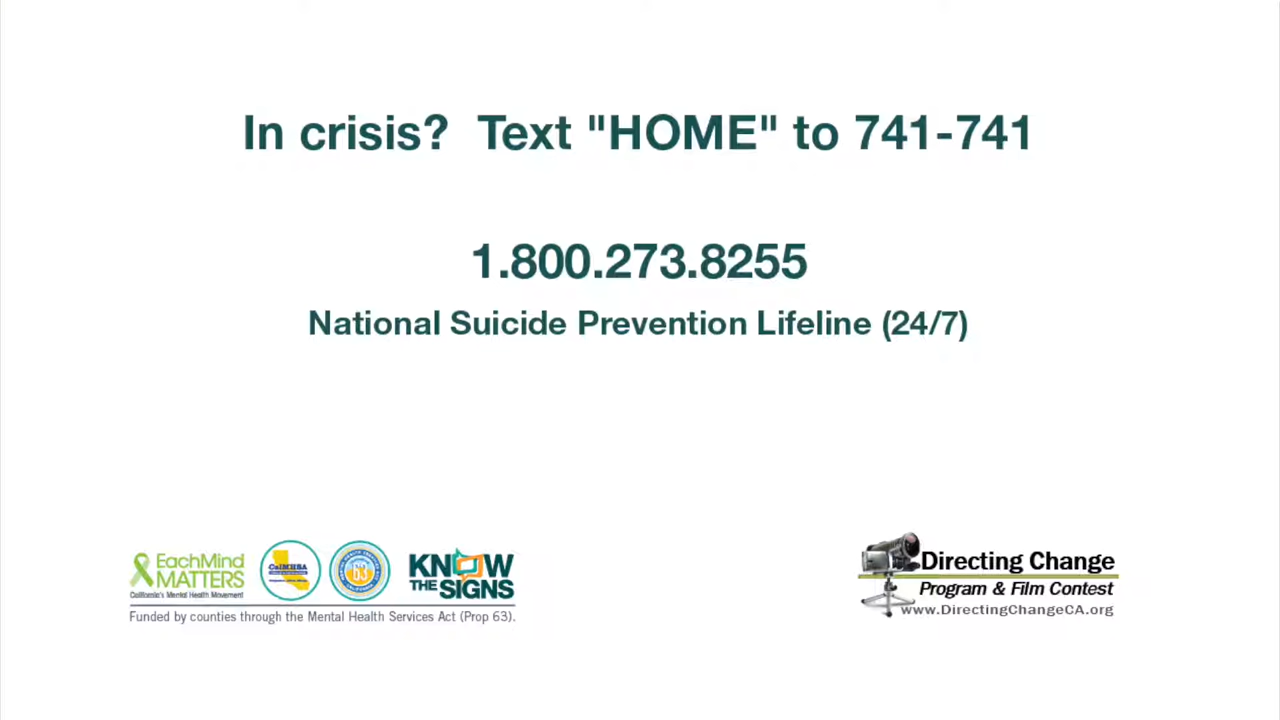 In crisis? Text "HOME" to 741-741
1.800.273.8255
National Suicide Prevention Lifeline (24/7)
EachMind
MATTERS
California's Mental Health Movement
CalMHSA
63
KNOW
THE SIGNS
Funded by counties through the Mental Health Services Act (Prop 63).
Directing Change
Program & Film Contest
www.DirectingChangeCA.org